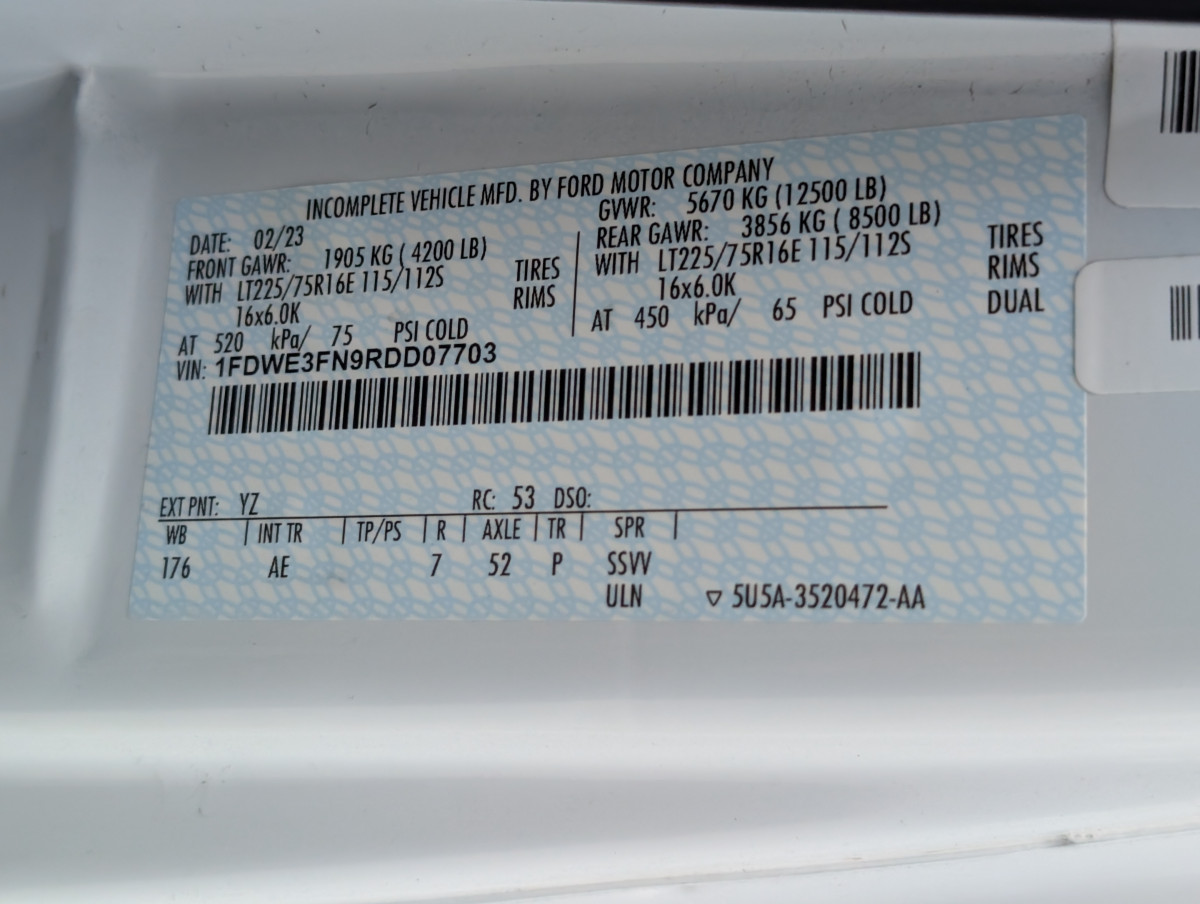 INCOMPLETE VEHICLE MFD. BY FORD MOTOR COMPANY
DATE: 02/23
GVWR: 5670 KG (12500 LB)
FRONT GAWR: 1905 KG ( 4200 LB)
WITH LT225/75R16E 115/112S TIRES
16x6.0K RIMS
AT 520 kPa/ 75 PSI COLD
REAR GAWR: 3856 KG ( 8500 LB)
WITH LT225/75R16E 115/112S TIRES
16x6.0K RIMS
AT 450 kPa/ 65 PSI COLD DUAL
VIN: 1FDWE3FN9RDD07703
EXT PNT: YZ RC: 53 DSO:
WB | INT TR | TP/PS | R | AXLE | TR | SPR |
176 AE 7 52 P SSVV
ULN ▽ 5U5A-3520472-AA